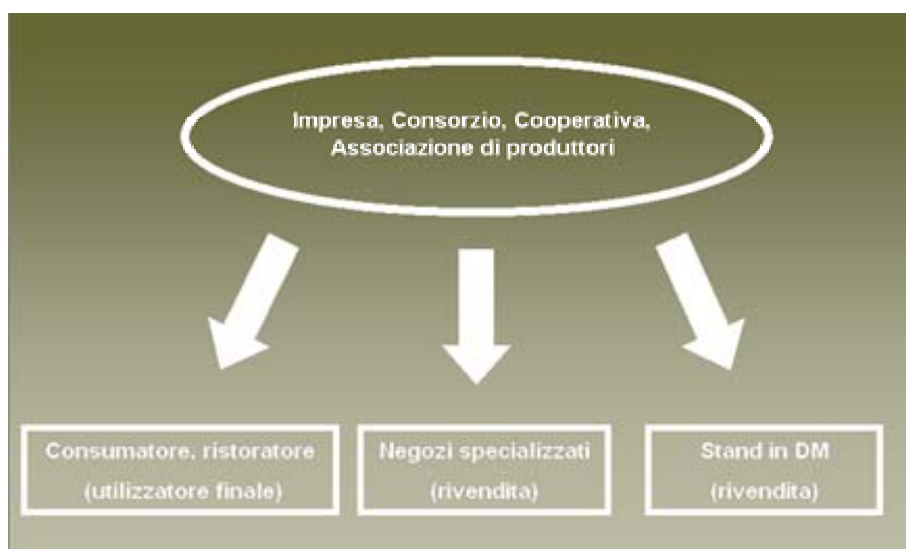 Impresa, Consorzio, Cooperativa,
Associazione di produttori
Consumatore, ristoratore
(utilizzatore finale)
Negozi specializzati
(rivendita)
Stand in DM
(rivendita)